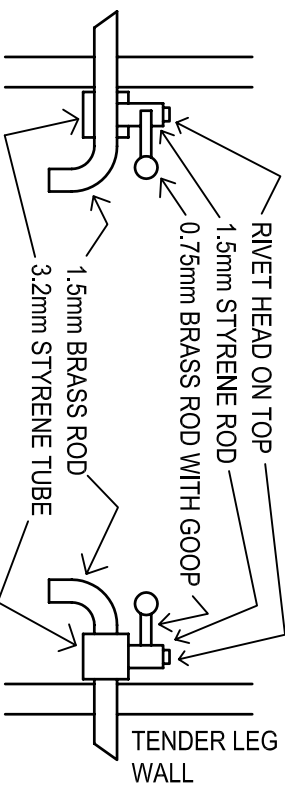 RIVET HEAD ON TOP
1.5mm STYRENE ROD
0.75mm BRASS ROD WITH GOOP
1.5mm BRASS ROD
3.2mm STYRENE TUBE
TENDER LEG
WALL